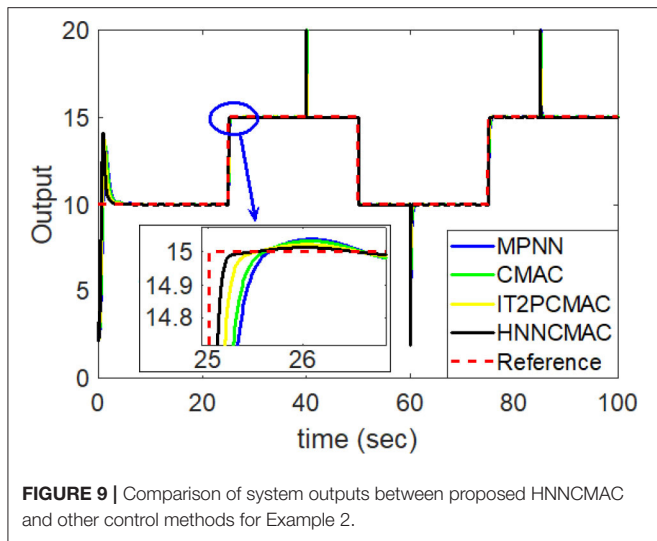 20
15
10
5
0
Output
15
14.9
14.8
25
26
MPNN
CMAC
IT2PCMAC
HNNCMAC
Reference
0
20
40
60
80
100
time (sec)
FIGURE 9 | Comparison of system outputs between proposed HNNCMAC
and other control methods for Example 2.